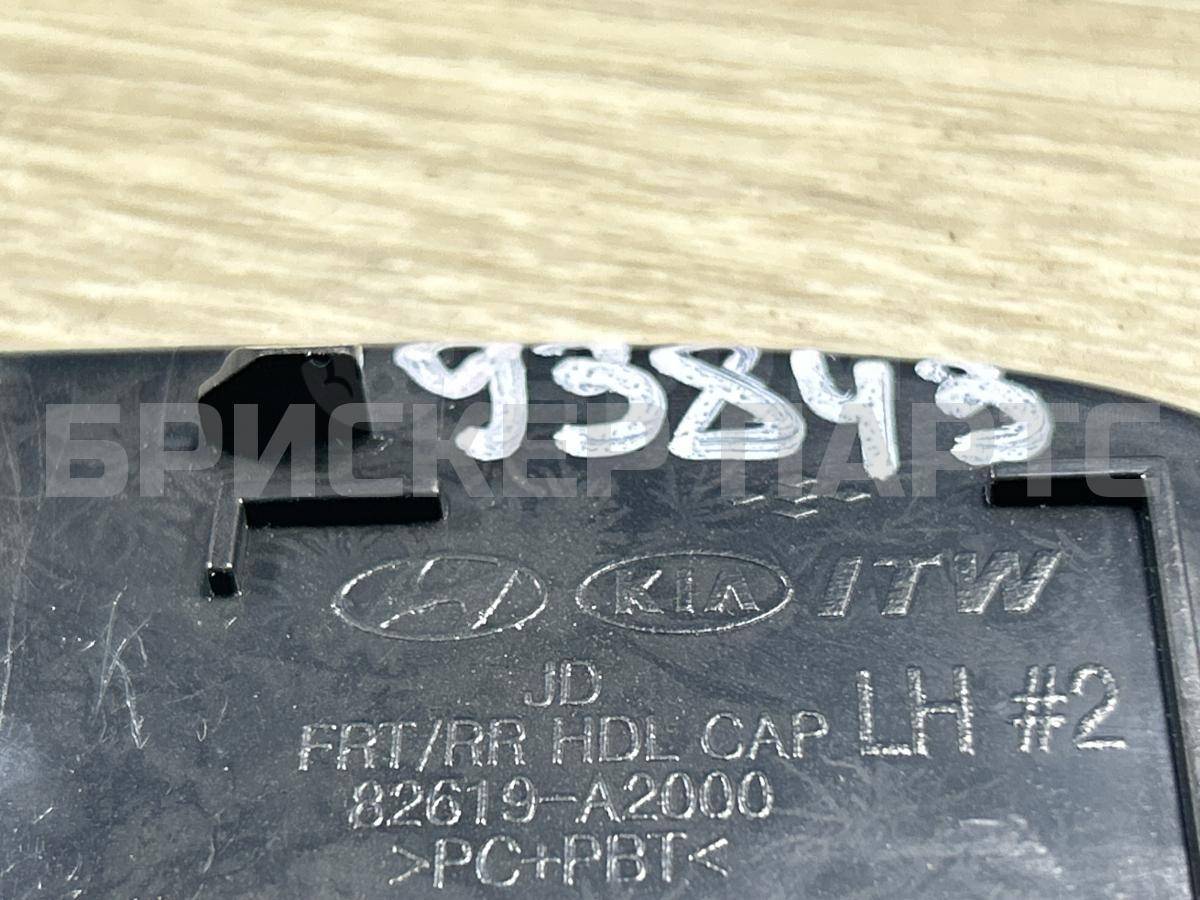 93843
БРИСКЕР ПАРТС
KIA ITW
JD
FRT/RR HDL CAP LH #2
82619-A2000
>PC+PBT<